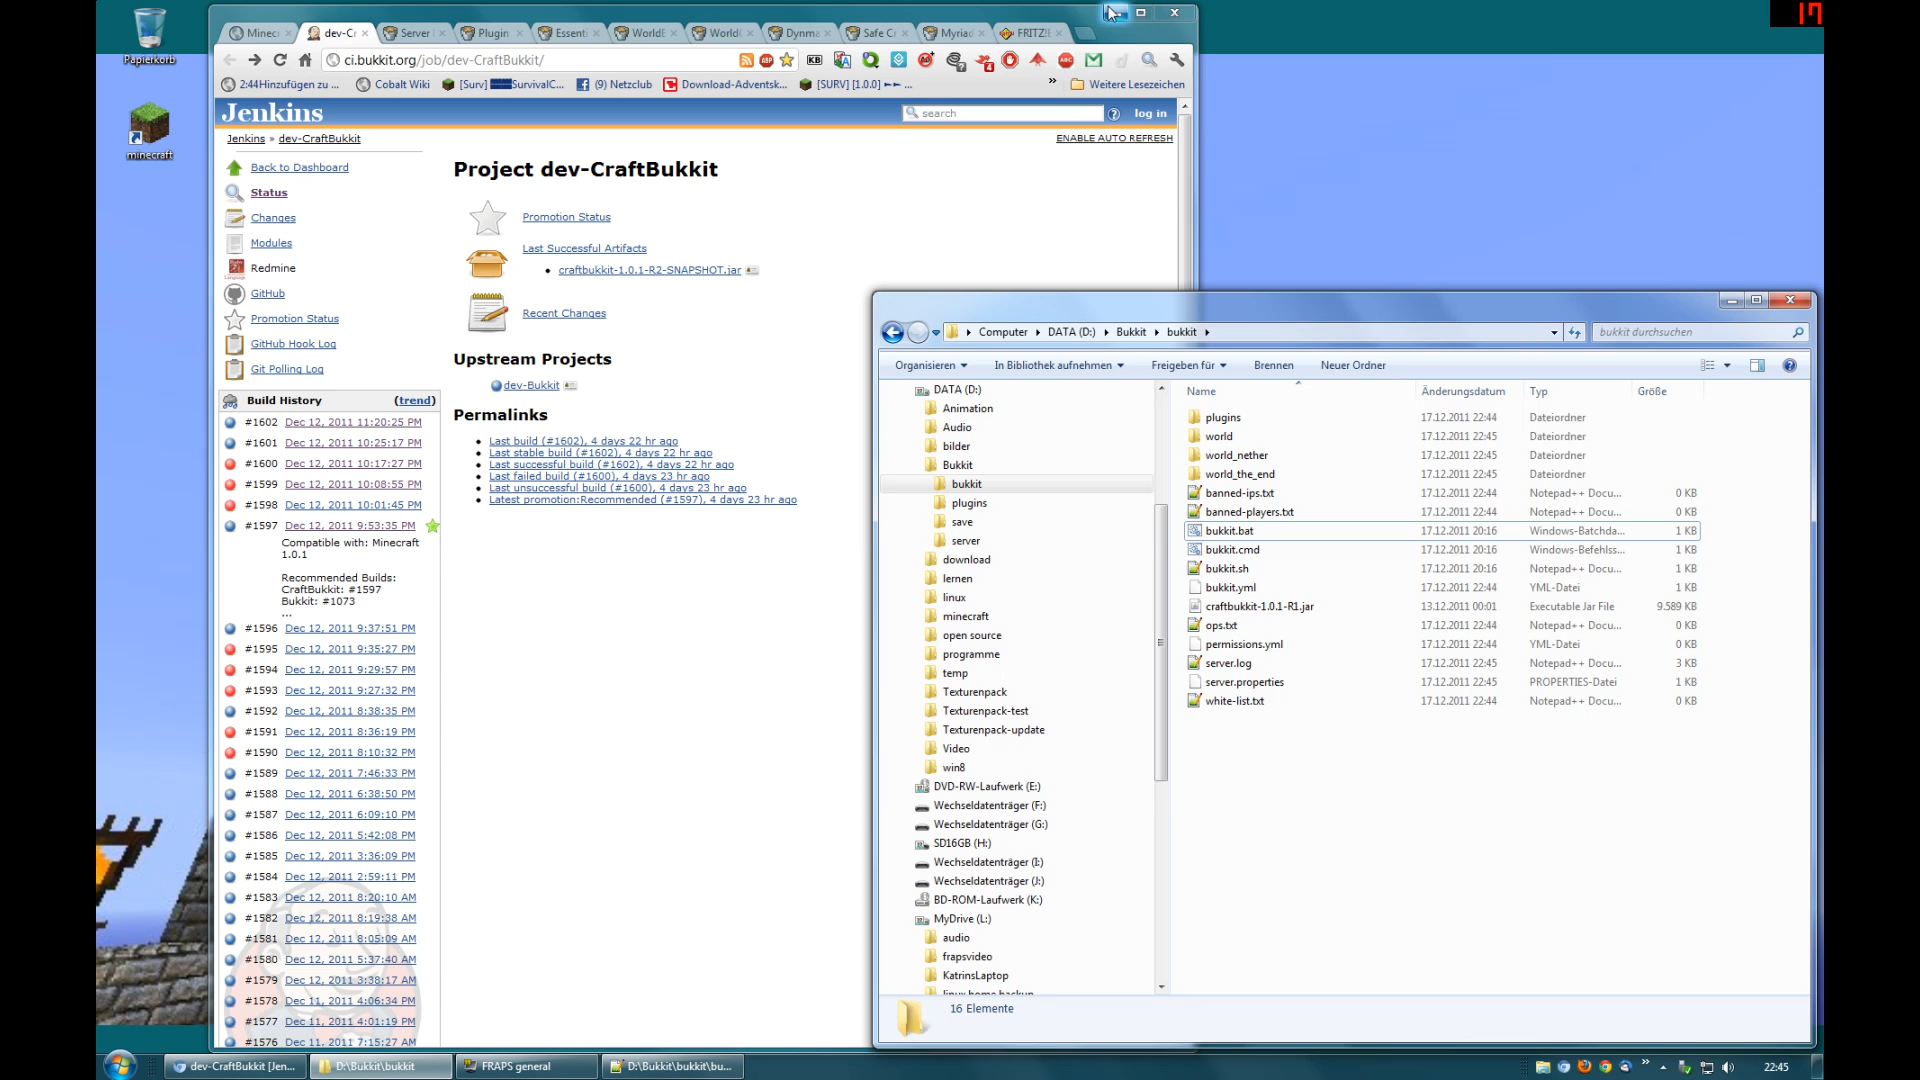 17
Papierkorb
minecraft
Minec
dev-Cr
Server
Plugin
Essenti
WorldE
World
Dynma
Safe Cr
Myriad
FRITZ!E
ci.bukkit.org/job/dev-CraftBukkit/
2:44Hinzufügen zu ...
Cobalt Wiki
(9) Netzclub
Download-Adventsk...
» Weitere Lesezeichen
Jenkins
search
log in
Jenkins » dev-CraftBukkit
ENABLE AUTO REFRESH
Back to Dashboard
Status
Changes
Modules
Redmine
GitHub
Promotion Status
GitHub Hook Log
Git Polling Log
Build History (trend)
#1602 Dec 12, 2011 11:20:25 PM
#1601 Dec 12, 2011 10:25:17 PM
#1600 Dec 12, 2011 10:17:27 PM
#1599 Dec 12, 2011 10:08:55 PM
#1598 Dec 12, 2011 10:01:45 PM
#1597 Dec 12, 2011 9:53:35 PM
Compatible with: Minecraft
1.0.1
Recommended Builds:
CraftBukkit: #1597
Bukkit: #1073
...
#1596 Dec 12, 2011 9:37:51 PM
#1595 Dec 12, 2011 9:35:27 PM
#1594 Dec 12, 2011 9:29:57 PM
#1593 Dec 12, 2011 9:27:32 PM
#1592 Dec 12, 2011 8:38:35 PM
#1591 Dec 12, 2011 8:36:19 PM
#1590 Dec 12, 2011 8:10:32 PM
#1589 Dec 12, 2011 7:46:33 PM
#1588 Dec 12, 2011 6:38:50 PM
#1587 Dec 12, 2011 6:09:10 PM
#1586 Dec 12, 2011 5:42:08 PM
#1585 Dec 12, 2011 3:36:09 PM
#1584 Dec 12, 2011 2:59:11 PM
#1583 Dec 12, 2011 8:20:10 AM
#1582 Dec 12, 2011 8:19:38 AM
#1581 Dec 12, 2011 8:05:09 AM
#1580 Dec 12, 2011 5:37:40 AM
#1579 Dec 12, 2011 3:38:17 AM
#1578 Dec 11, 2011 4:06:34 PM
#1577 Dec 11, 2011 4:01:19 PM
#1576 Dec 11, 2011 7:15:27 AM
Project dev-CraftBukkit
Promotion Status
Last Successful Artifacts
craftbukkit-1.0.1-R2-SNAPSHOT.jar
Recent Changes
Upstream Projects
dev-Bukkit
Permalinks
Last build (#1602), 4 days 22 hr ago
Last stable build (#1602), 4 days 22 hr ago
Last successful build (#1602), 4 days 22 hr ago
Last failed build (#1600), 4 days 23 hr ago
Last unsuccessful build (#1600), 4 days 23 hr ago
Latest promotion:Recommended (#1597), 4 days 23 hr ago
Computer DATA (D:) Bukkit bukkit
bukkit durchsuchen
Organisieren In Bibliothek aufnehmen Freigeben für Brennen Neuer Ordner
DATA (D:)
Animation
Audio
bilder
Bukkit
bukkit
plugins
save
server
download
lernen
linux
minecraft
open source
programme
temp
Texturenpack
Texturenpack-test
Texturenpack-update
Video
win8
DVD-RW-Laufwerk (E:)
Wechseldatenträger (F:)
Wechseldatenträger (G:)
SD16GB (H:)
Wechseldatenträger (I:)
Wechseldatenträger (J:)
BD-ROM-Laufwerk (K:)
MyDrive (L:)
audio
frapsvideo
KatrinsLaptop
linux home backup
Name Änderungsdatum Typ Größe
plugins 17.12.2011 22:44 Dateiordner
world 17.12.2011 22:45 Dateiordner
world_nether 17.12.2011 22:45 Dateiordner
world_the_end 17.12.2011 22:45 Dateiordner
banned-ips.txt 17.12.2011 22:44 Notepad++ Docu... 0 KB
banned-players.txt 17.12.2011 22:44 Notepad++ Docu... 0 KB
bukkit.bat 17.12.2011 20:16 Windows-Batchda... 1 KB
bukkit.cmd 17.12.2011 20:16 Windows-Befehlss... 1 KB
bukkit.sh 17.12.2011 20:16 Notepad++ Docu... 1 KB
bukkit.yml 17.12.2011 22:44 YML-Datei 1 KB
craftbukkit-1.0.1-R1.jar 13.12.2011 00:01 Executable Jar File 9.589 KB
ops.txt 17.12.2011 22:44 Notepad++ Docu... 0 KB
permissions.yml 17.12.2011 22:44 YML-Datei 0 KB
server.log 17.12.2011 22:45 Notepad++ Docu... 3 KB
server.properties 17.12.2011 22:45 PROPERTIES-Datei 1 KB
white-list.txt 17.12.2011 22:44 Notepad++ Docu... 0 KB
16 Elemente
dev-CraftBukkit [Jen...
D:\Bukkit\bukkit
FRAPS general
D:\Bukkit\bukkit\bu...
22:45